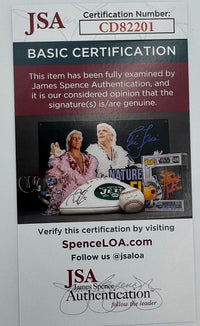 JSA
Certification Number:
CD82201
BASIC CERTIFICATION
This item has been fully examined by
James Spence Authentication, and
it is our considered opinion that the
signature(s) is/are genuine.
NATURE
JETS
Verify this certification by visiting
SpenceLOA.com
Follow us @jsaloa
JSA
James Spence
Authentication
follow the leader